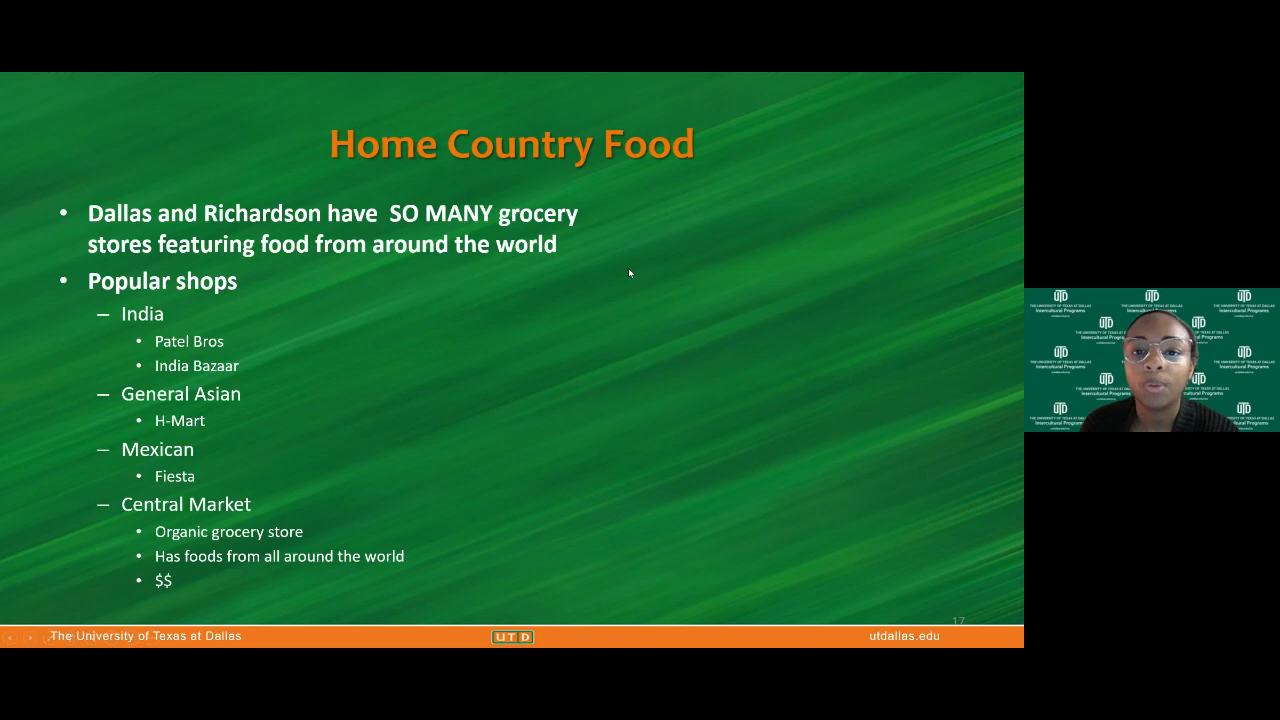 Home Country Food
• Dallas and Richardson have  SO MANY grocery
stores featuring food from around the world
• Popular shops
– India
• Patel Bros
• India Bazaar
– General Asian
• H-Mart
– Mexican
• Fiesta
– Central Market
• Organic grocery store
• Has foods from all around the world
• $$
17
The University of Texas at Dallas
UTD
utdallas.edu
UTD
THE UNIVERSITY OF TEXAS AT DALLAS
Intercultural Programs